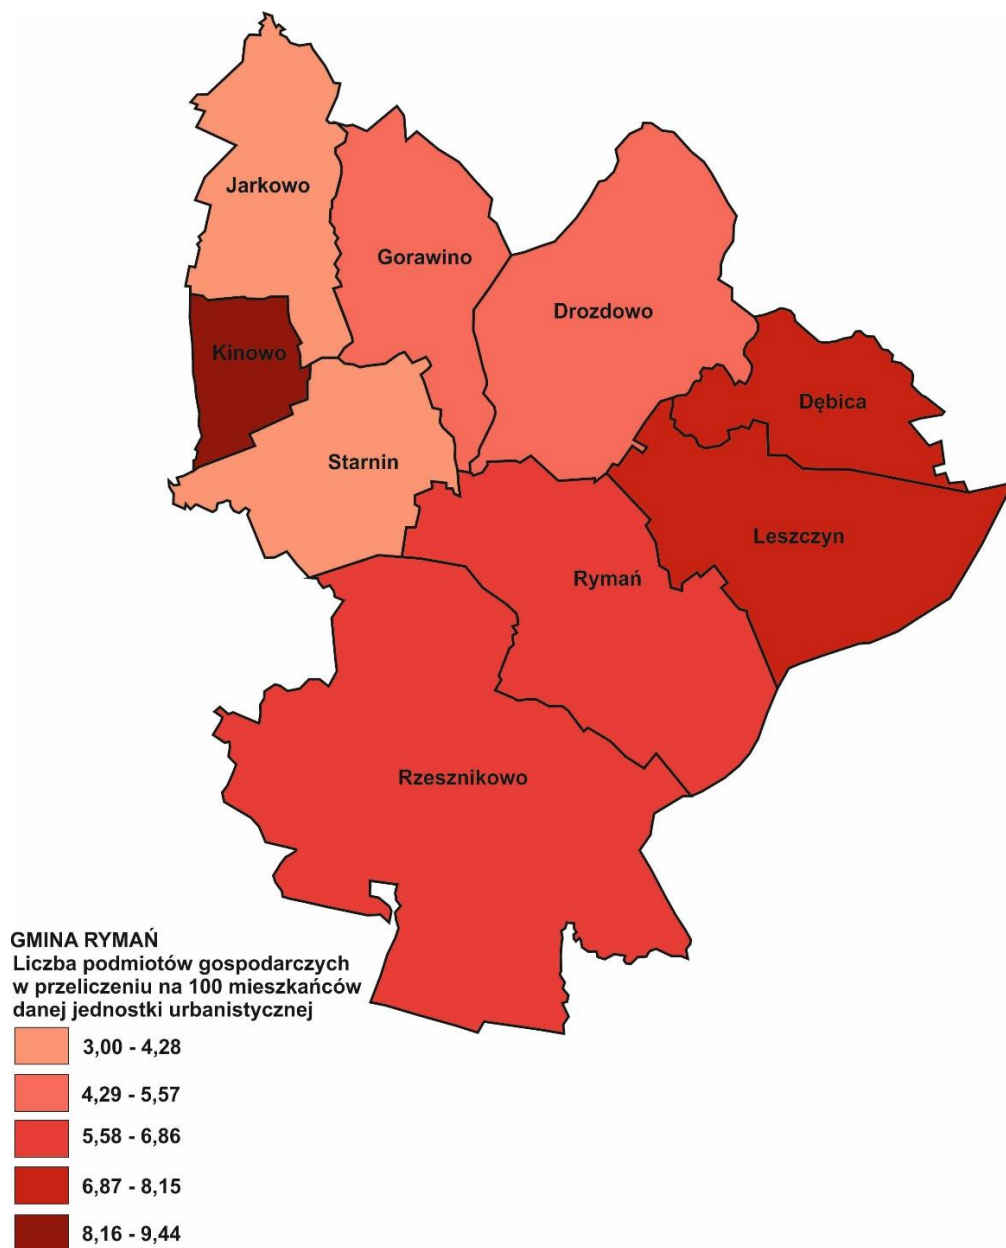 Jarkowo
Gorawino
Drozdowo
Kinowo
Dębica
Starnin
Leszczyn
Rymań
Rzesznikowo
GMINA RYMAŃ
Liczba podmiotów gospodarczych
w przeliczeniu na 100 mieszkańców
danej jednostki urbanistycznej
3,00 - 4,28
4,29 - 5,57
5,58 - 6,86
6,87 - 8,15
8,16 - 9,44